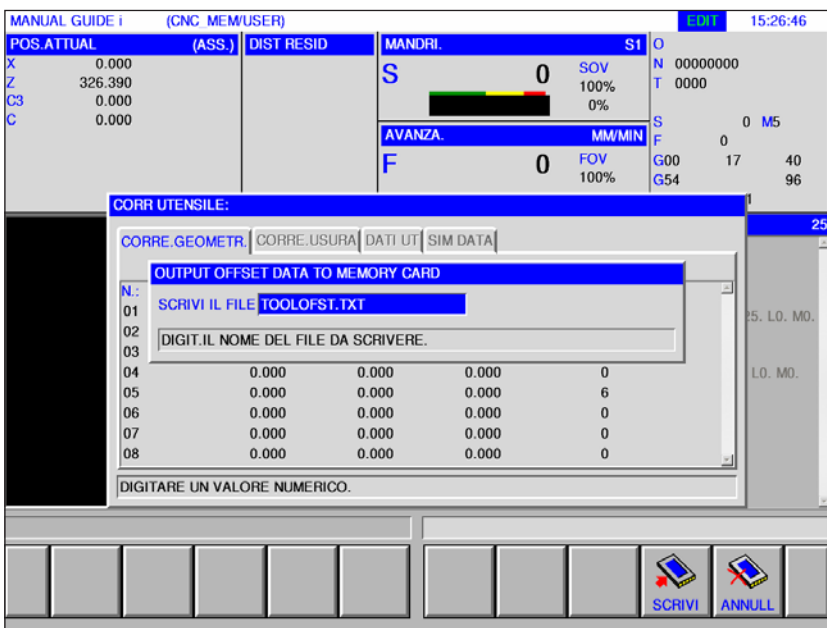 MANUAL GUIDE i (CNC_MEM/USER) EDIT 15:26:46
POS.ATTUAL (ASS.) DIST RESID MANDRI. S1 O
X 0.000 N 00000000
Z 326.390 S 0 SOV T 0000
C3 0.000 100%
C 0.000 0%
S 0 M5
AVANZA. MM/MIN F 0
F 0 FOV G00 17 40
100% G54 96
1
CORR UTENSILE:
25
CORRE.GEOMETR. CORRE.USURA DATI UT SIM DATA
OUTPUT OFFSET DATA TO MEMORY CARD
N.:
01 SCRIVI IL FILE TOOLOFST.TXT
25. L0. M0.
02 DIGIT.IL NOME DEL FILE DA SCRIVERE.
03
04 0.000 0.000 0.000 0 L0. M0.
05 0.000 0.000 0.000 6
06 0.000 0.000 0.000 0
07 0.000 0.000 0.000 0
08 0.000 0.000 0.000 0
DIGITARE UN VALORE NUMERICO.
SCRIVI ANNULL